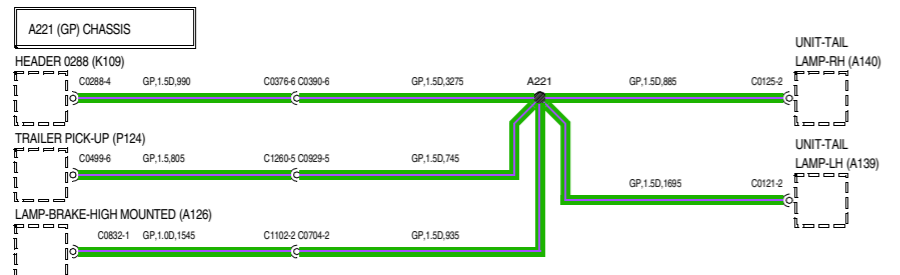 A221 (GP) CHASSIS
UNIT-TAIL
HEADER 0288 (K109)
LAMP-RH (A140)
C0288-4 GP,1.5D,990 C0376-6 C0390-6 GP,1.5D,3275 A221 GP,1.5D,885 C0125-2
TRAILER PICK-UP (P124)
UNIT-TAIL
C0499-6 GP,1.5,805 C1260-5 C0929-5 GP,1.5D,745
LAMP-LH (A139)
GP,1.5D,1695 C0121-2
LAMP-BRAKE-HIGH MOUNTED (A126)
C0832-1 GP,1.0D,1545 C1102-2 C0704-2 GP,1.5D,935